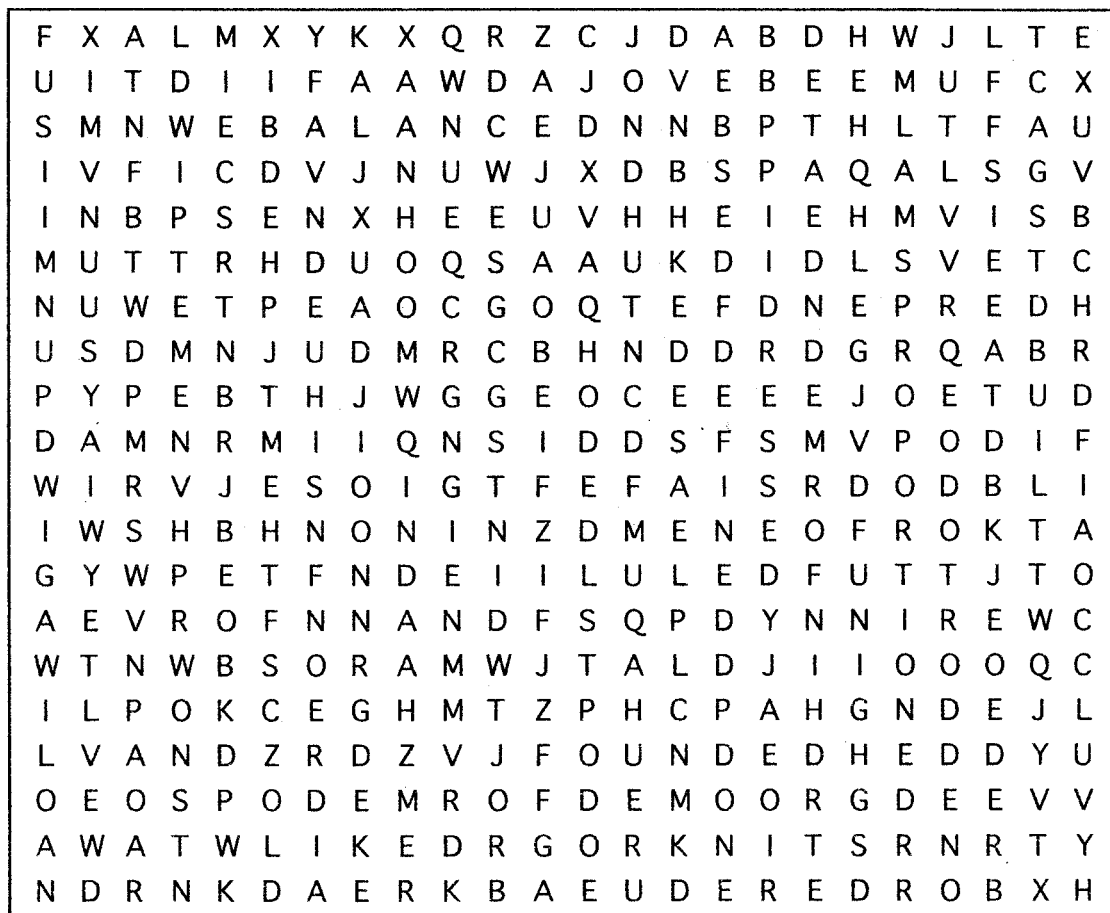 F X A L M X Y K X Q R Z C J D A B D H W J L T E
U I T D I I F A A W D A J O V E B E E M U F C X
S M N W E B A L A N C E D N N B P T H L T F A U
I V F I C D V J N U W J X D B S P A Q A L S G V
I N B P S E N X H E E U V H H E I E H M V I S B
M U T T R H D U O Q S A A U K D I D L S V E T C
N U W E T P E A O C G O Q T E F D N E P R E D H
U S D M N J U D M R C B H N D D R D G R Q A B R
P Y P E B T H J W G G E O C E E E E J O E T U D
D A M N R M I I Q N S I D D S F S M V P O D I F
W I R V J E S O I G T F E F A I S R D O D B L I
I W S H B H N O N I N Z D M E N E O F R O K T A
G Y W P E T F N D E I I L U L E D F U T T J T O
A E V R O F N N A N D F S Q P D Y N N I R E W C
W T N W B S O R A M W J T A L D J I I O O O Q C
I L P O K C E G H M T Z P H C P A H G N D E J L
L V A N D Z R D Z V J F O U N D E D H E D D Y U
O E O S P O D E M R O F D E M O O R G D E E V V
A W A T W L I K E D R G O R K N I T S R N R T Y
N D R N K D A E R K B A E U D E R E D R O B X H